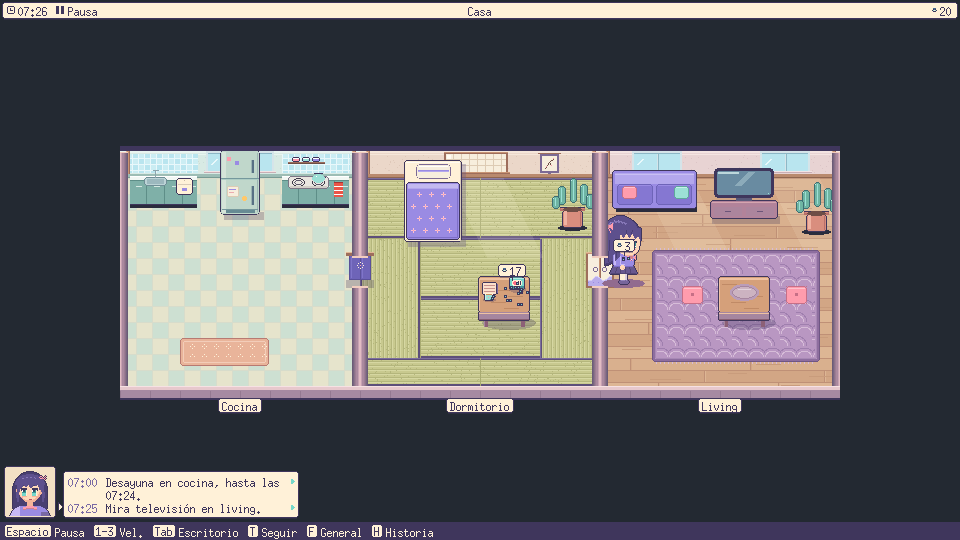 07:26 Pausa
Casa
20
17
3
Cocina
Dormitorio
Living
07:00 Desayuna en cocina, hasta las
07:24.
07:25 Mira televisión en living.
Espacio Pausa 1-3 Vel. Tab Escritorio T Seguir F General H Historia